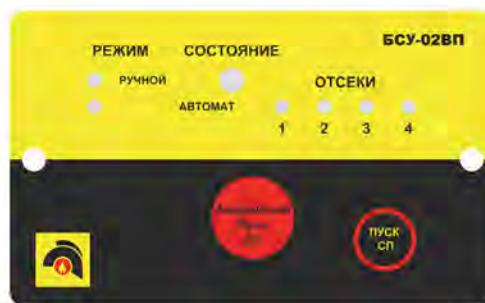 БСУ-02ВП
РЕЖИМ СОСТОЯНИЕ
РУЧНОЙ
ОТСЕКИ
АВТОМАТ
1 2 3 4
ПУСК
СП